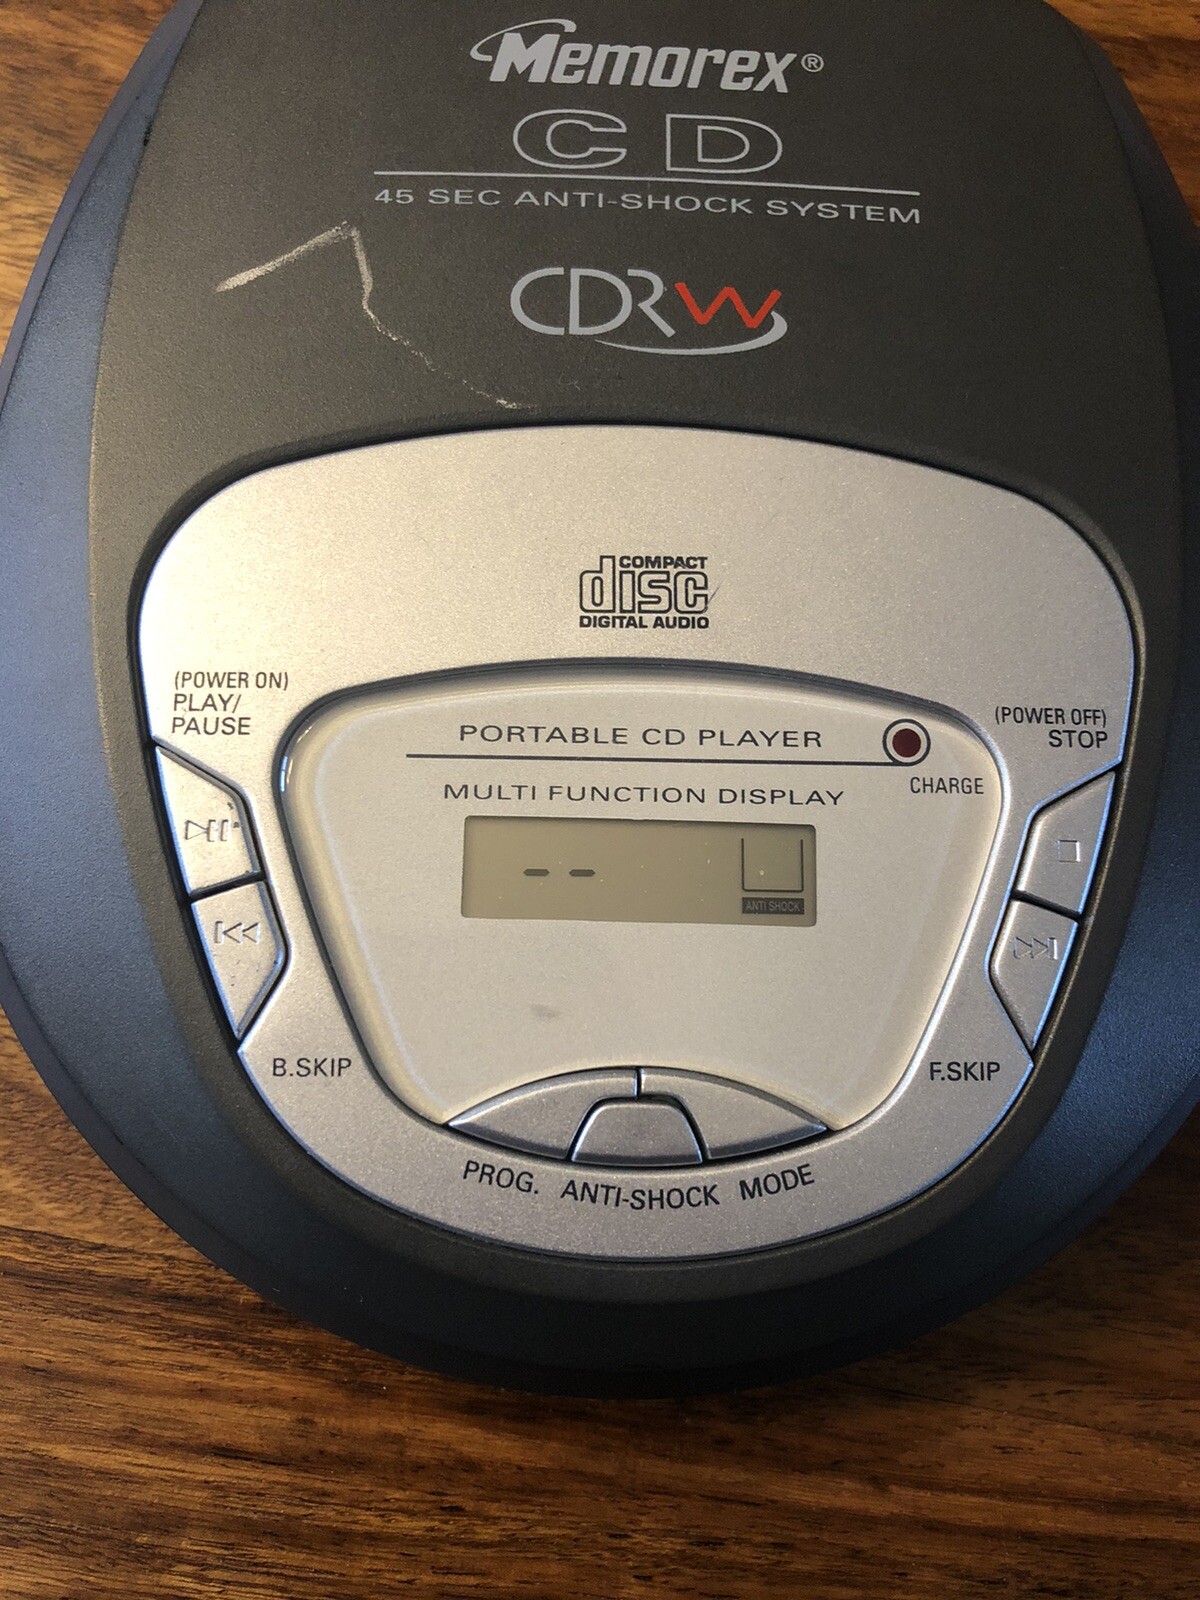 Memorex®
CD
45 SEC ANTI-SHOCK SYSTEM
CDRW
COMPACT
disc
DIGITAL AUDIO
(POWER ON)
PLAY/
PAUSE
(POWER OFF)
STOP
PORTABLE CD PLAYER
CHARGE
MULTI FUNCTION DISPLAY
- -
ANTI SHOCK
B.SKIP
F.SKIP
PROG. ANTI-SHOCK MODE